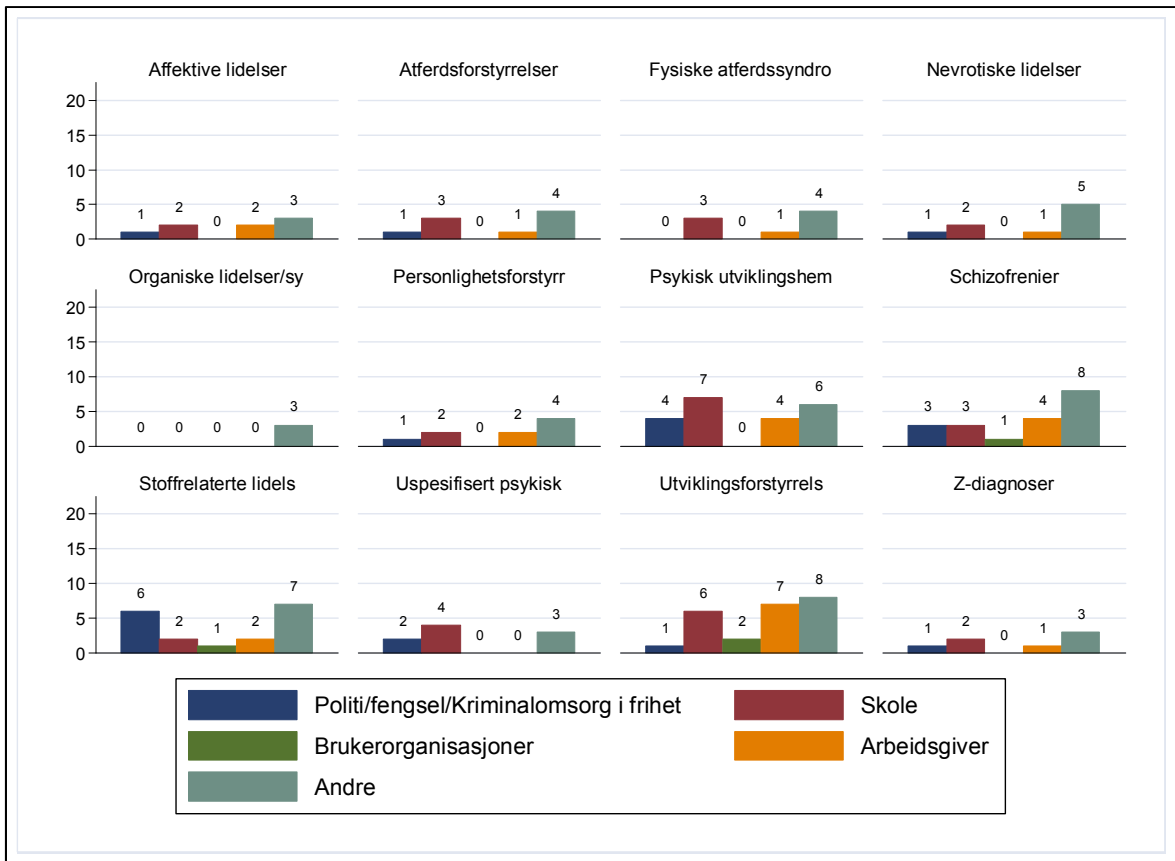 Affektive lidelser Atferdsforstyrrelser Fysiske atferdssyndro Nevrotiske lidelser
20
15
10
5
0
1 2 0 2 3
1 3 0 1 4
0 3 0 1 4
1 2 0 1 5
Organiske lidelser/sy Personlighetsforstyrr Psykisk utviklingshem Schizofrenier
20
15
10
5
0
0 0 0 0 3
1 2 0 2 4
4 7 0 4 6
3 3 1 4 8
Stoffrelaterte lidels Uspesifisert psykisk Utviklingsforstyrrels Z-diagnoser
20
15
10
5
0
6 2 1 2 7
2 4 0 0 3
1 6 2 7 8
1 2 0 1 3
Politi/fengsel/Kriminalomsorg i frihet Skole
Brukerorganisasjoner Arbeidsgiver
Andre